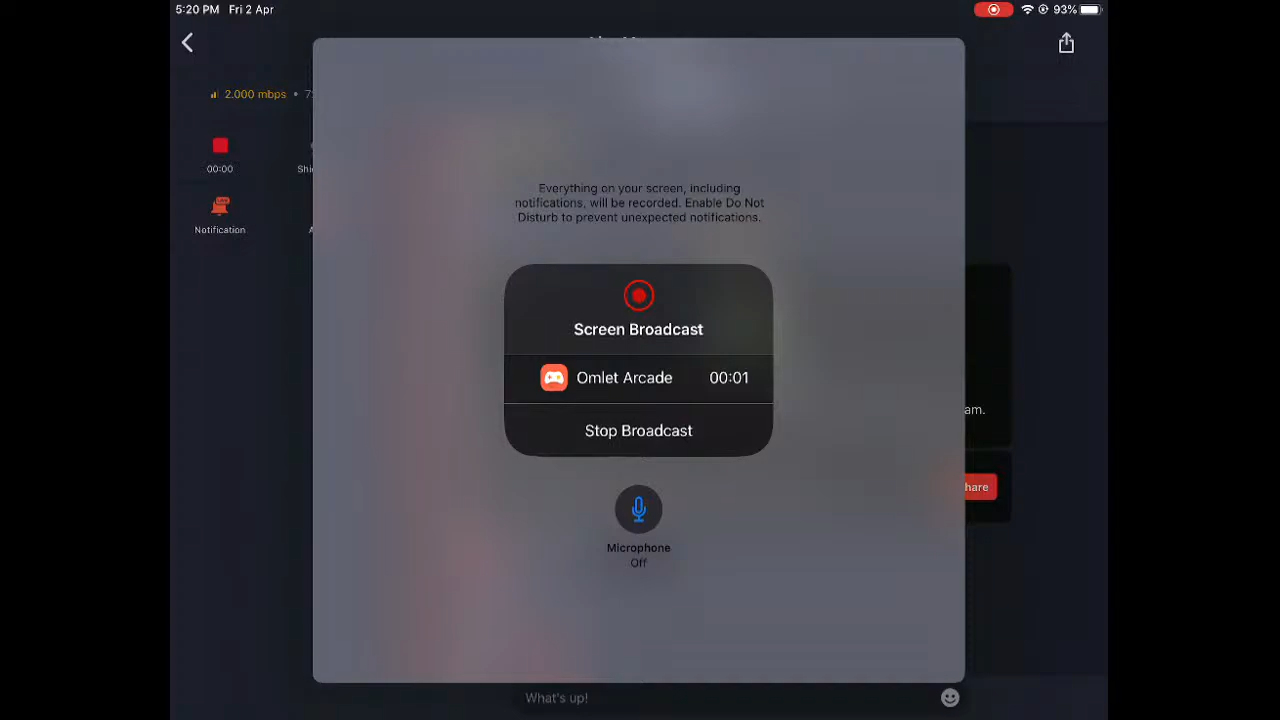 5:20 PM Fri 2 Apr
93%
2.000 mbps •
00:00
Notification
Everything on your screen, including
notifications, will be recorded. Enable Do Not
Disturb to prevent unexpected notifications.
Screen Broadcast
Omlet Arcade 00:01
Stop Broadcast
Microphone
Off
am.
hare
What's up!